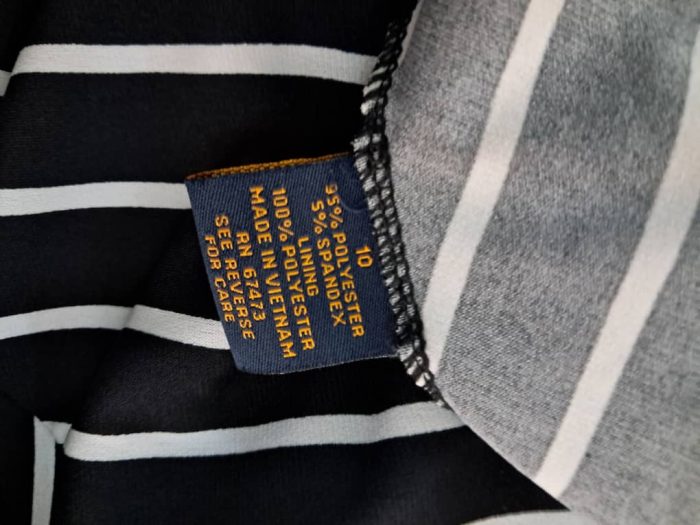 10
95% POLYESTER
5% SPANDEX
LINING
100% POLYESTER
MADE IN VIETNAM
RN 67473
SEE REVERSE
FOR CARE